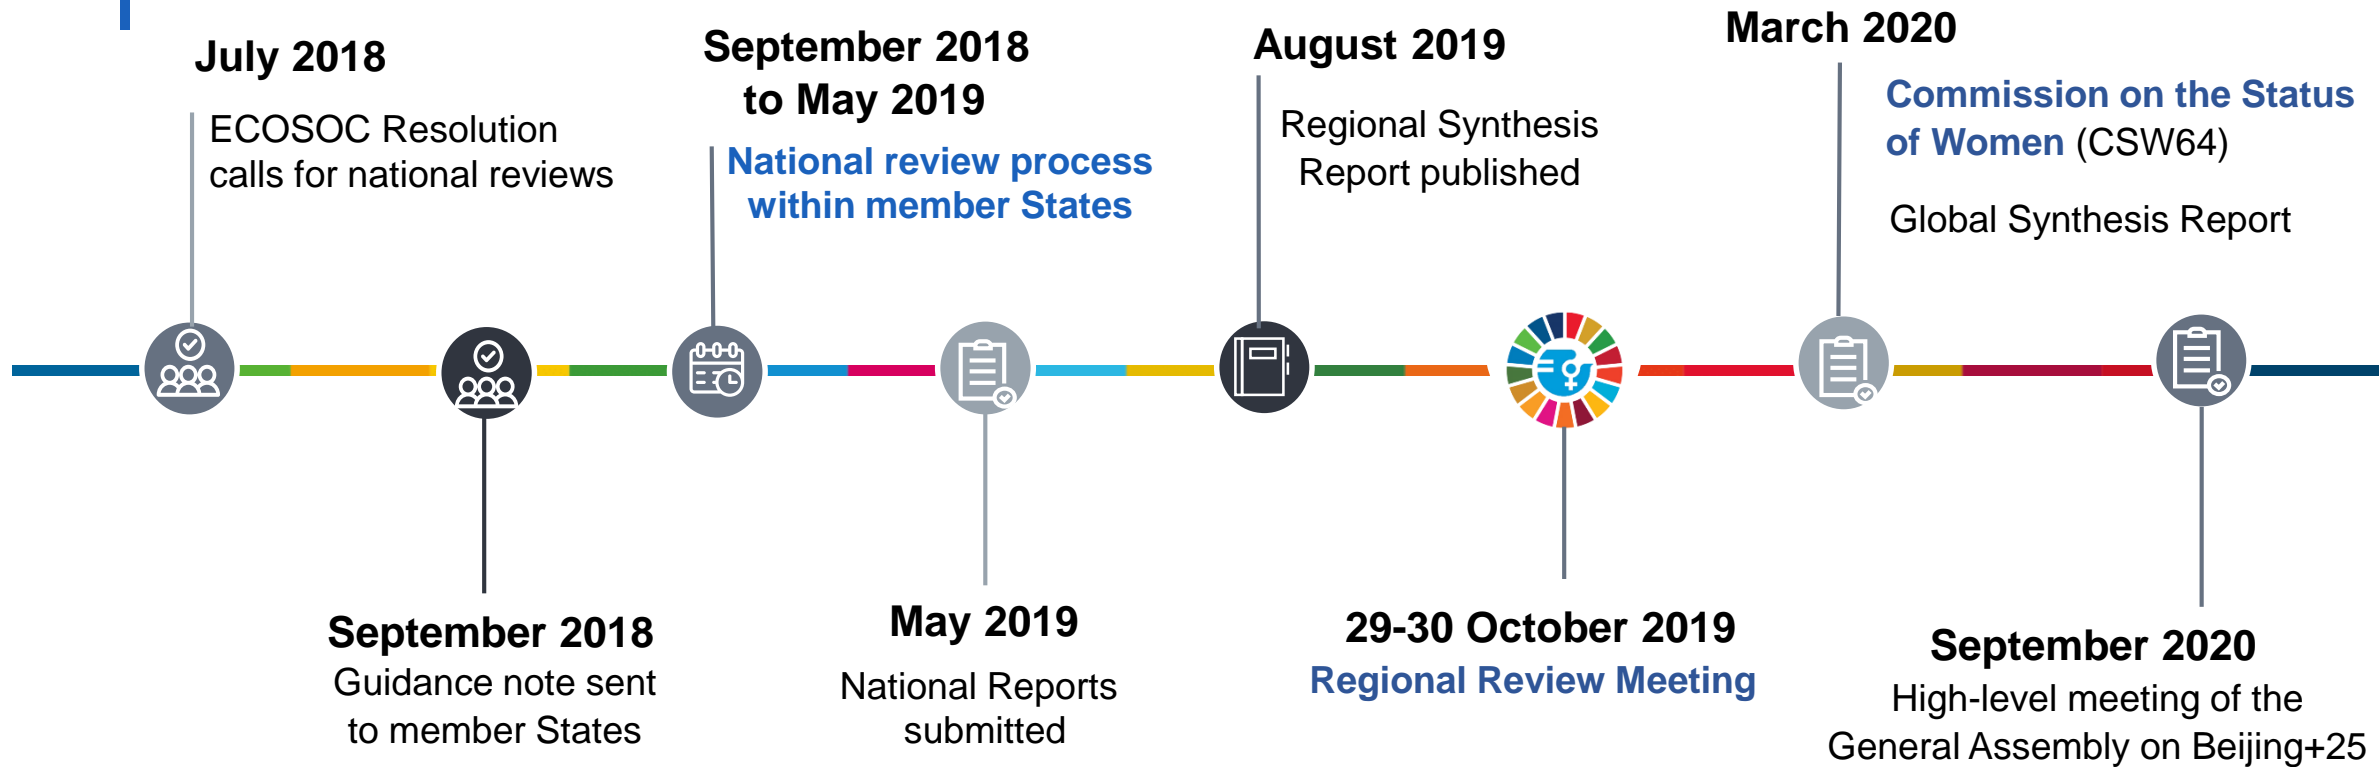 July 2018
ECOSOC Resolution
calls for national reviews
September 2018
Guidance note sent
to member States
September 2018
to May 2019
National review process
within member States
May 2019
National Reports
submitted
August 2019
Regional Synthesis
Report published
29-30 October 2019
Regional Review Meeting
March 2020
Commission on the Status
of Women (CSW64)
Global Synthesis Report
September 2020
High-level meeting of the
General Assembly on Beijing+25